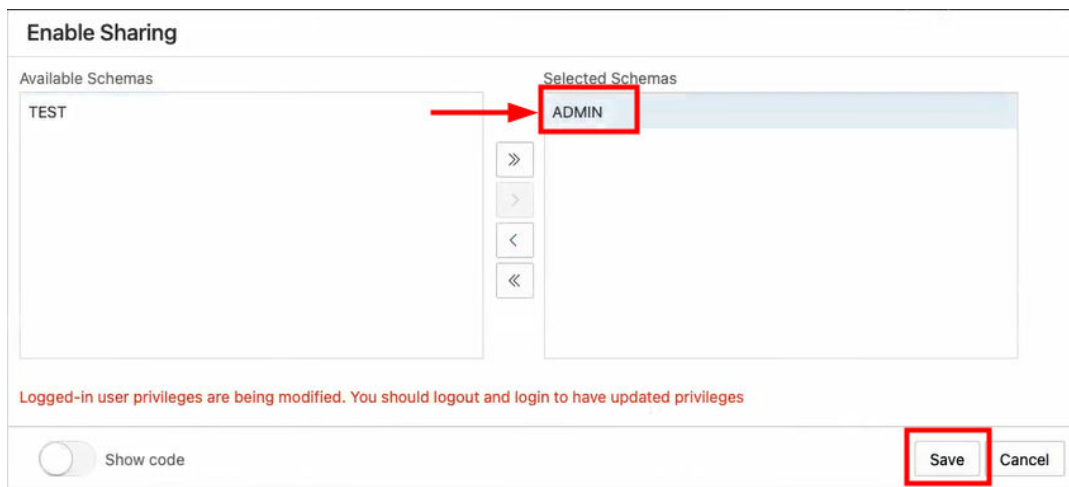 Enable Sharing
Available Schemas
Selected Schemas
TEST
ADMIN
Logged-in user privileges are being modified. You should logout and login to have updated privileges
Show code
Save
Cancel